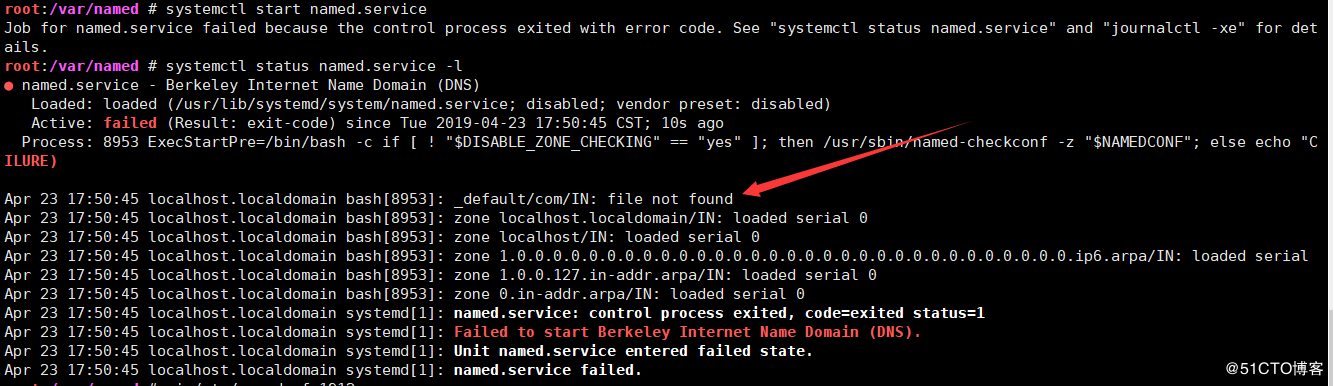 root:/var/named # systemctl start named.service
Job for named.service failed because the control process exited with error code. See "systemctl status named.service" and "journalctl -xe" for det
ails.
root:/var/named # systemctl status named.service -l
● named.service - Berkeley Internet Name Domain (DNS)
   Loaded: loaded (/usr/lib/systemd/system/named.service; disabled; vendor preset: disabled)
   Active: failed (Result: exit-code) since Tue 2019-04-23 17:50:45 CST; 10s ago
  Process: 8953 ExecStartPre=/bin/bash -c if [ ! "$DISABLE_ZONE_CHECKING" == "yes" ]; then /usr/sbin/named-checkconf -z "$NAMEDCONF"; else echo "C
ILURE)
Apr 23 17:50:45 localhost.localdomain bash[8953]: _default/com/IN: file not found
Apr 23 17:50:45 localhost.localdomain bash[8953]: zone localhost.localdomain/IN: loaded serial 0
Apr 23 17:50:45 localhost.localdomain bash[8953]: zone localhost/IN: loaded serial 0
Apr 23 17:50:45 localhost.localdomain bash[8953]: zone 1.0.0.0.0.0.0.0.0.0.0.0.0.0.0.0.0.0.0.0.0.0.0.0.0.0.0.0.0.0.0.0.ip6.arpa/IN: loaded serial
Apr 23 17:50:45 localhost.localdomain bash[8953]: zone 1.0.0.127.in-addr.arpa/IN: loaded serial 0
Apr 23 17:50:45 localhost.localdomain bash[8953]: zone 0.in-addr.arpa/IN: loaded serial 0
Apr 23 17:50:45 localhost.localdomain systemd[1]: named.service: control process exited, code=exited status=1
Apr 23 17:50:45 localhost.localdomain systemd[1]: Failed to start Berkeley Internet Name Domain (DNS).
Apr 23 17:50:45 localhost.localdomain systemd[1]: Unit named.service entered failed state.
Apr 23 17:50:45 localhost.localdomain systemd[1]: named.service failed.
@51CTO博客